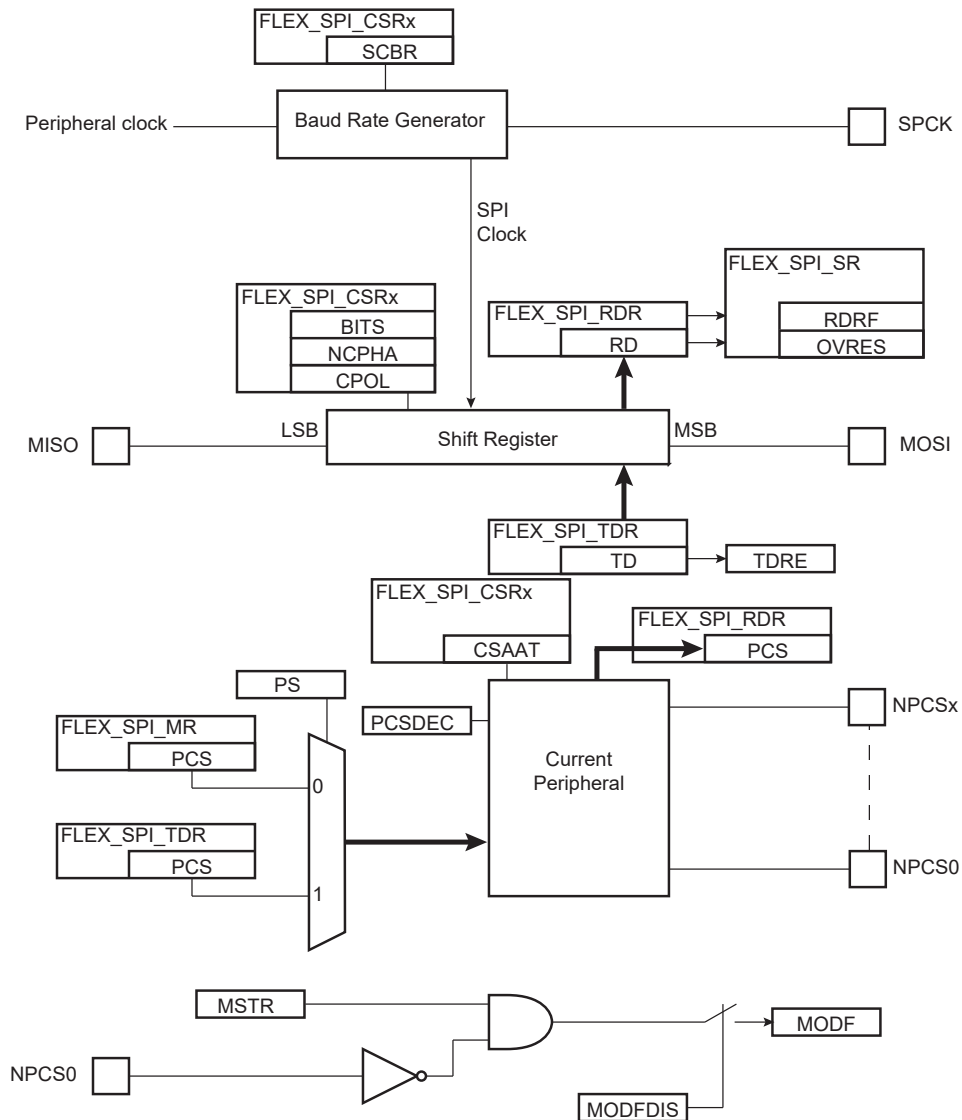 FLEX_SPI_CSRx
SCBR
Peripheral clock
Baud Rate Generator
SPCK
SPI
Clock
FLEX_SPI_SR
FLEX_SPI_CSRx
FLEX_SPI_RDR
BITS
RDRF
NCPHA
RD
OVRES
CPOL
MISO
LSB
Shift Register
MSB
MOSI
FLEX_SPI_TDR
TD
TDRE
FLEX_SPI_CSRx
FLEX_SPI_RDR
CSAAT
PCS
PS
NPCSx
FLEX_SPI_MR
PCSDEC
PCS
Current
Peripheral
0
FLEX_SPI_TDR
PCS
NPCS0
1
MSTR
MODF
NPCS0
MODFDIS